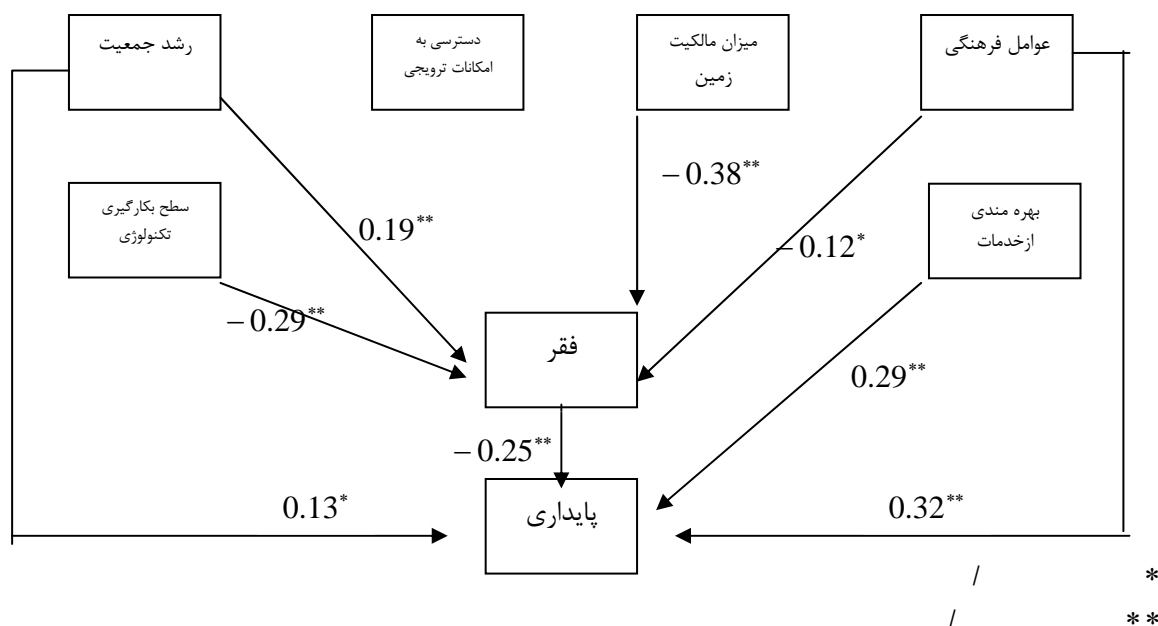 عوامل فرهنگی
میزان مالکیت
زمین
دسترسی به
امکانات ترویجی
رشد جمعیت
− 0.38**
بهره مندی
ازخدمات
سطح بکارگیری
تکنولوژی
0.19**
− 0.12*
− 0.29**
فقر
0.29**
− 0.25**
پایداری
0.32**
0.13*
* /
** /